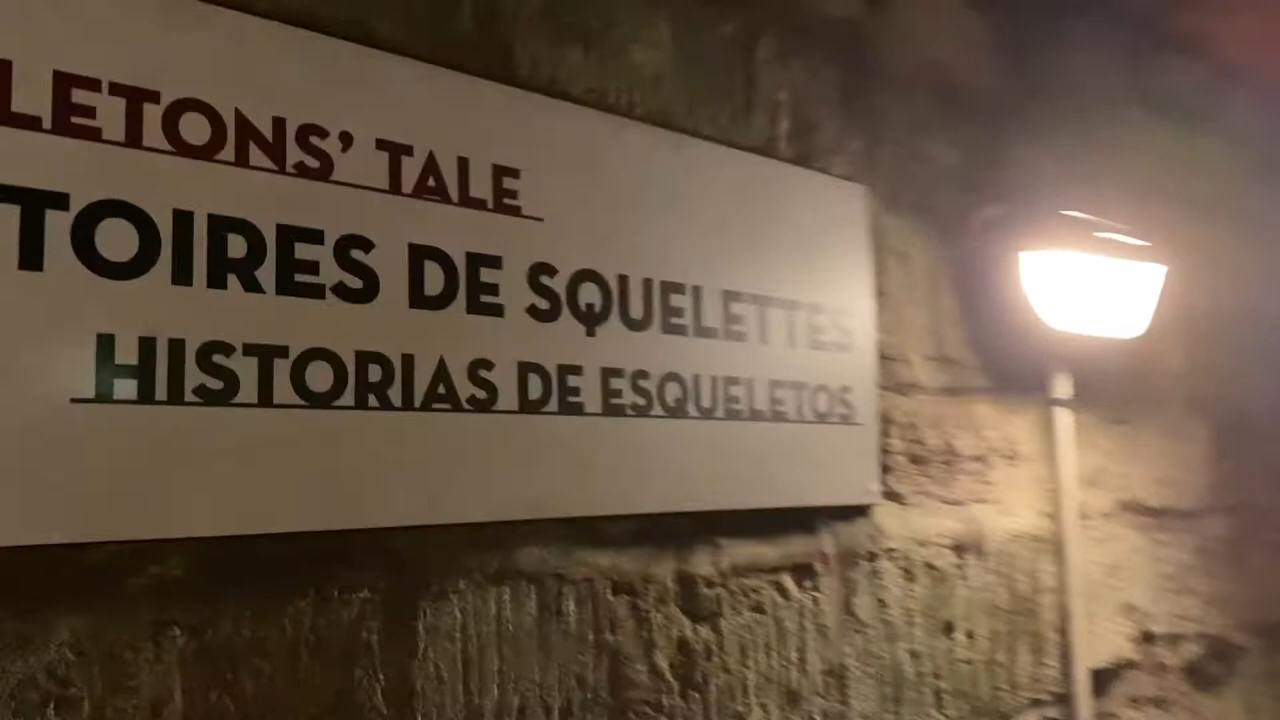 LETONS' TALE
TOIRES DE SQUELETTES
HISTORIAS DE ESQUELETOS